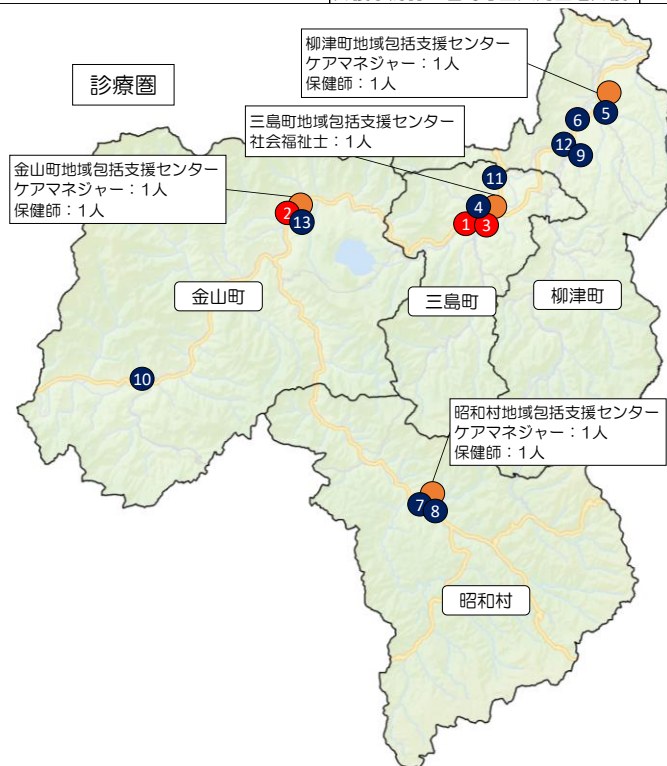 診療圏
柳津町地域包括支援センター
ケアマネジャー：1人
保健師：1人
三島町地域包括支援センター
社会福祉士：1人
金山町地域包括支援センター
ケアマネジャー：1人
保健師：1人
5
6
12
9
11
4
1
3
2
13
金山町
三島町
柳津町
10
昭和村地域包括支援センター
ケアマネジャー：1人
保健師：1人
7
8
昭和村